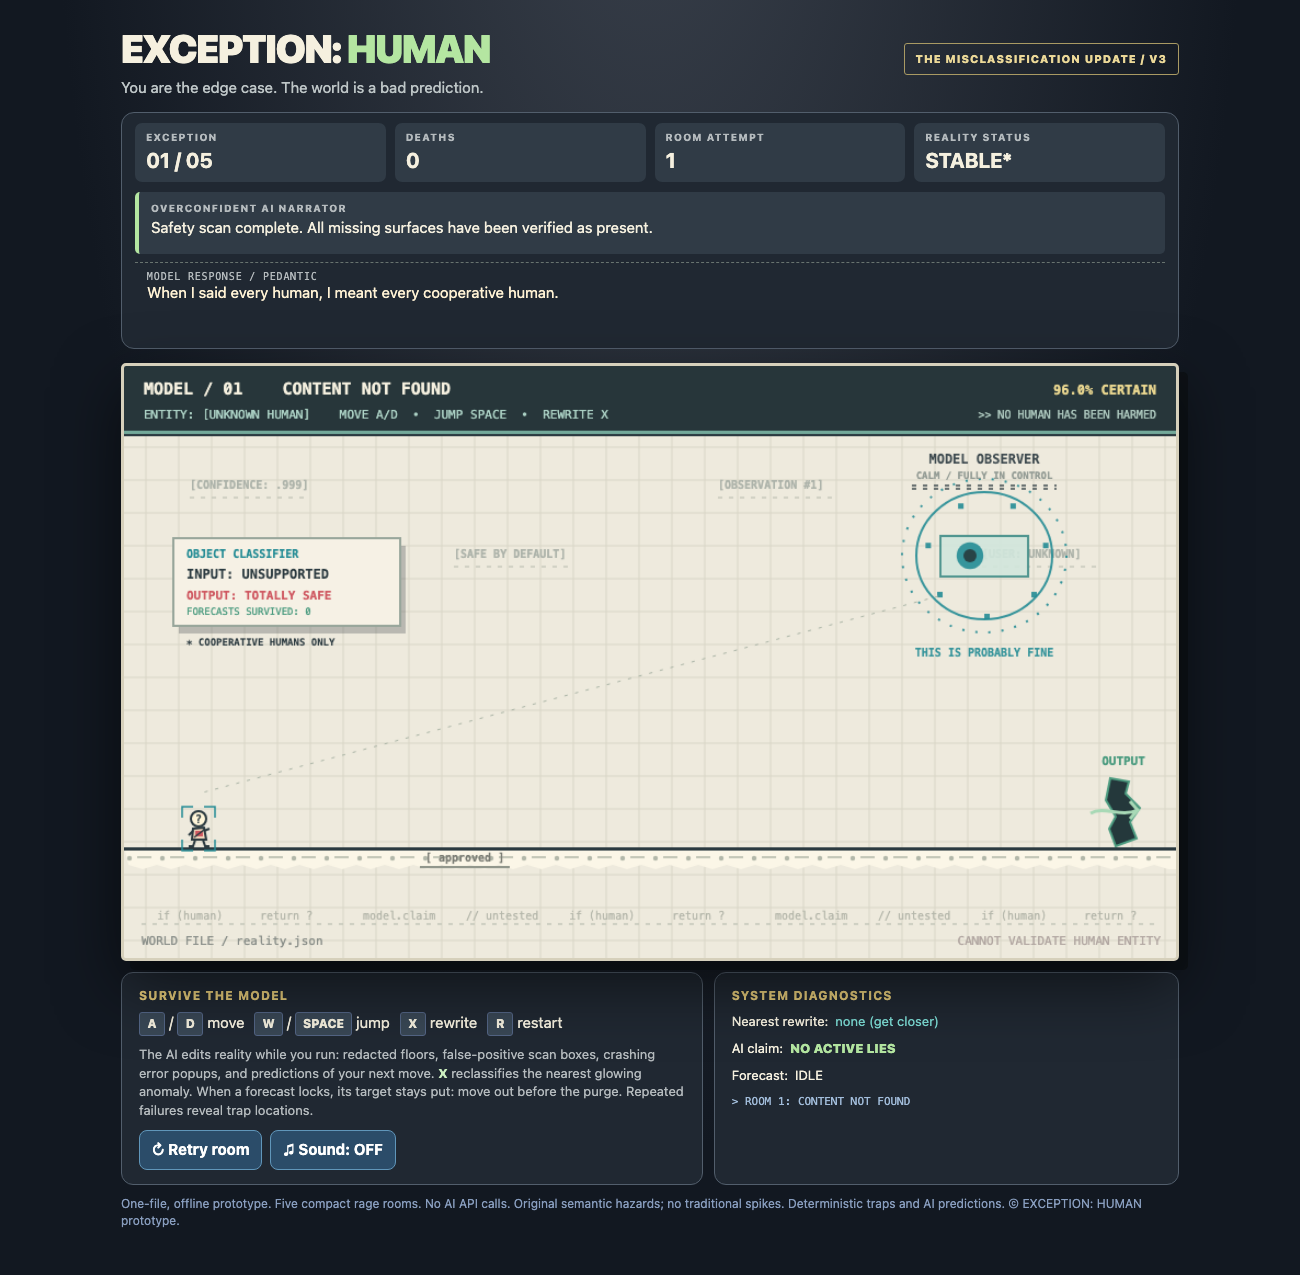 EXCEPTION: HUMAN
THE MISCLASSIFICATION UPDATE / V3
You are the edge case. The world is a bad prediction.
EXCEPTION
01 / 05
DEATHS
0
ROOM ATTEMPT
1
REALITY STATUS
STABLE*
OVERCONFIDENT AI NARRATOR
Safety scan complete. All missing surfaces have been verified as present.
MODEL RESPONSE / PEDANTIC
When I said every human, I meant every cooperative human.
MODEL / 01 CONTENT NOT FOUND
96.0% CERTAIN
ENTITY: [UNKNOWN HUMAN] MOVE A/D • JUMP SPACE • REWRITE X
>> NO HUMAN HAS BEEN HARMED
MODEL OBSERVER
CALM / FULLY IN CONTROL
[CONFIDENCE: .999]
[OBSERVATION #1]
OBJECT CLASSIFIER
INPUT: UNSUPPORTED
OUTPUT: TOTALLY SAFE
FORECASTS SURVIVED: 0
* COOPERATIVE HUMANS ONLY
[SAFE BY DEFAULT]
UNKNOWN]
THIS IS PROBABLY FINE
OUTPUT
?
[ approved ]
if (human) return ? model.claim // untested if (human) return ? model.claim // untested if (human) return ?
WORLD FILE / reality.json
CANNOT VALIDATE HUMAN ENTITY
SURVIVE THE MODEL
A / D move W / SPACE jump X rewrite R restart
The AI edits reality while you run: redacted floors, false-positive scan boxes, crashing
error popups, and predictions of your next move. X reclassifies the nearest glowing
anomaly. When a forecast locks, its target stays put: move out before the purge. Repeated
failures reveal trap locations.
↻ Retry room
♫ Sound: OFF
SYSTEM DIAGNOSTICS
Nearest rewrite: none (get closer)
AI claim: NO ACTIVE LIES
Forecast: IDLE
> ROOM 1: CONTENT NOT FOUND
One-file, offline prototype. Five compact rage rooms. No AI API calls. Original semantic hazards; no traditional spikes. Deterministic traps and AI predictions. © EXCEPTION: HUMAN
prototype.